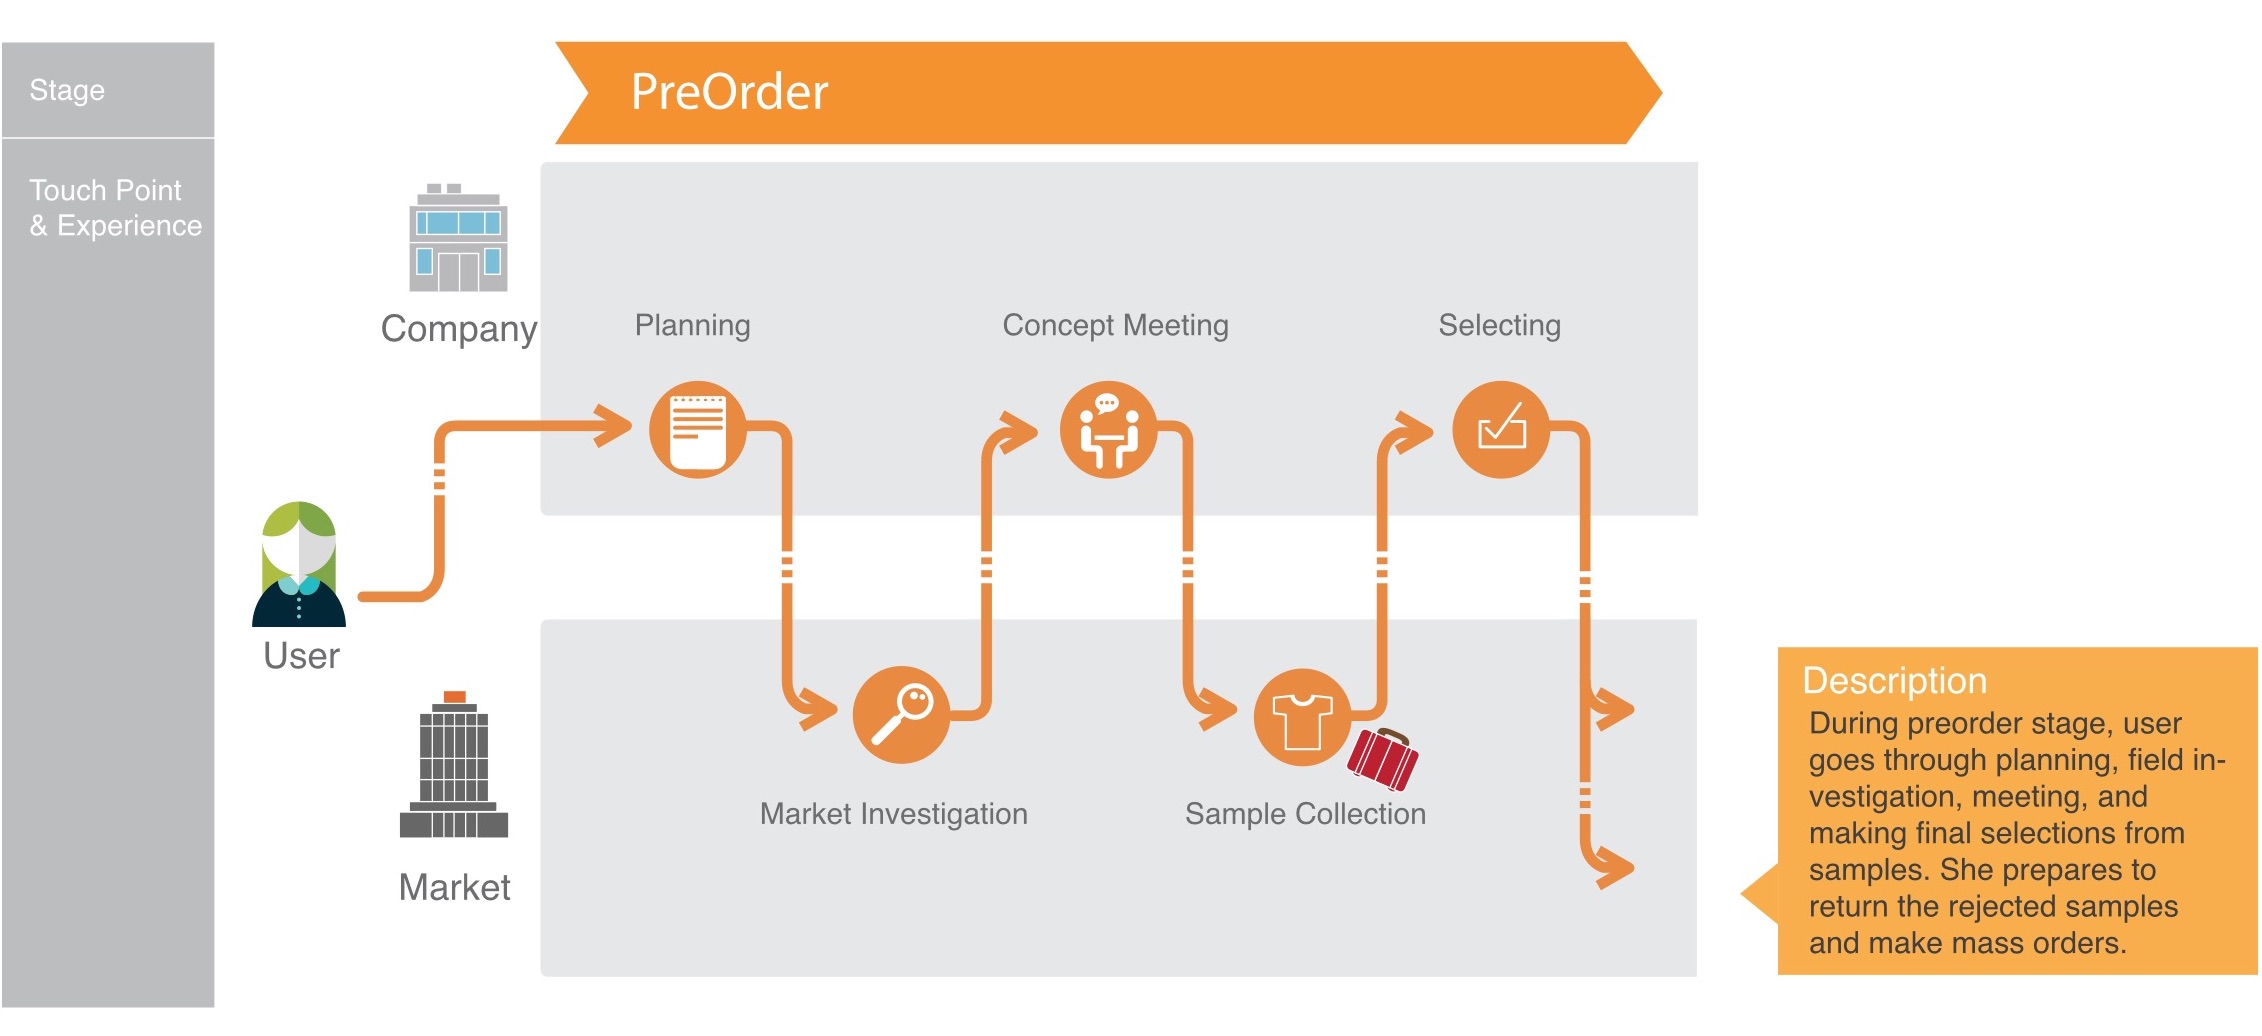 Stage
PreOrder
Touch Point
& Experience
Company
Planning
Concept Meeting
Selecting
User
Market Investigation
Sample Collection
Market
Description
During preorder stage, user
goes through planning, field in-
vestigation, meeting, and
making final selections from
samples. She prepares to
return the rejected samples
and make mass orders.